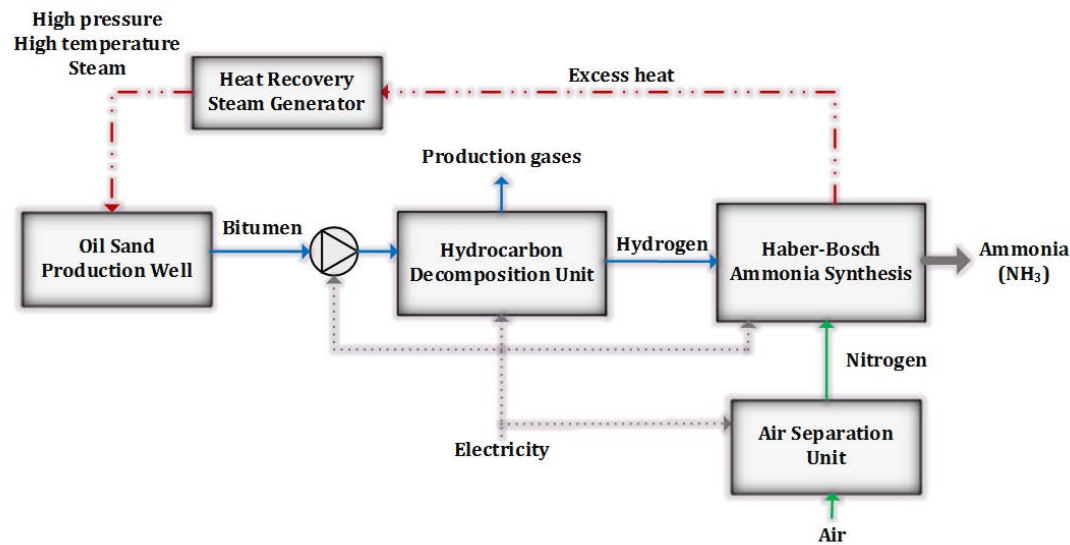 High pressure
High temperature
Steam
Heat Recovery
Steam Generator
Excess heat
Production gases
Oil Sand
Production Well
Bitumen
Hydrocarbon
Decomposition Unit
Hydrogen
Haber-Bosch
Ammonia Synthesis
Ammonia
(NH₃)
Nitrogen
Electricity
Air Separation
Unit
Air